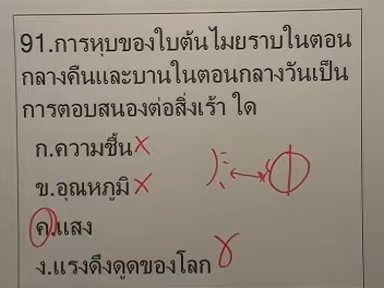 91.การหุบของใบต้นไมยราบในตอน
กลางคืนและบานในตอนกลางวันเป็น
การตอบสนองต่อสิ่งเร้า ใด
ก.ความชื้น
ข.อุณหภูมิ
ค.แสง
ง.แรงดึงดูดของโลก